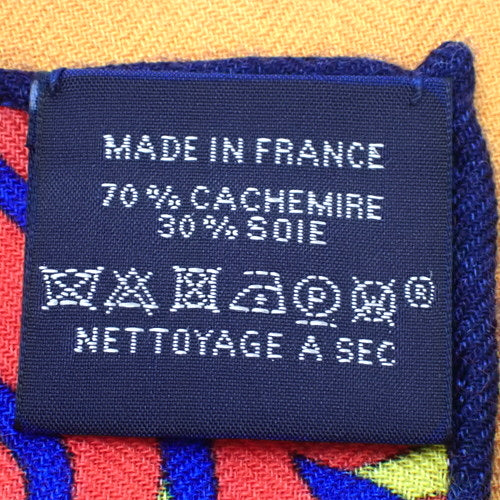 MADE IN FRANCE
70 % CACHEMIRE
30 % SOIE
P W ®
NETTOYAGE A SEC